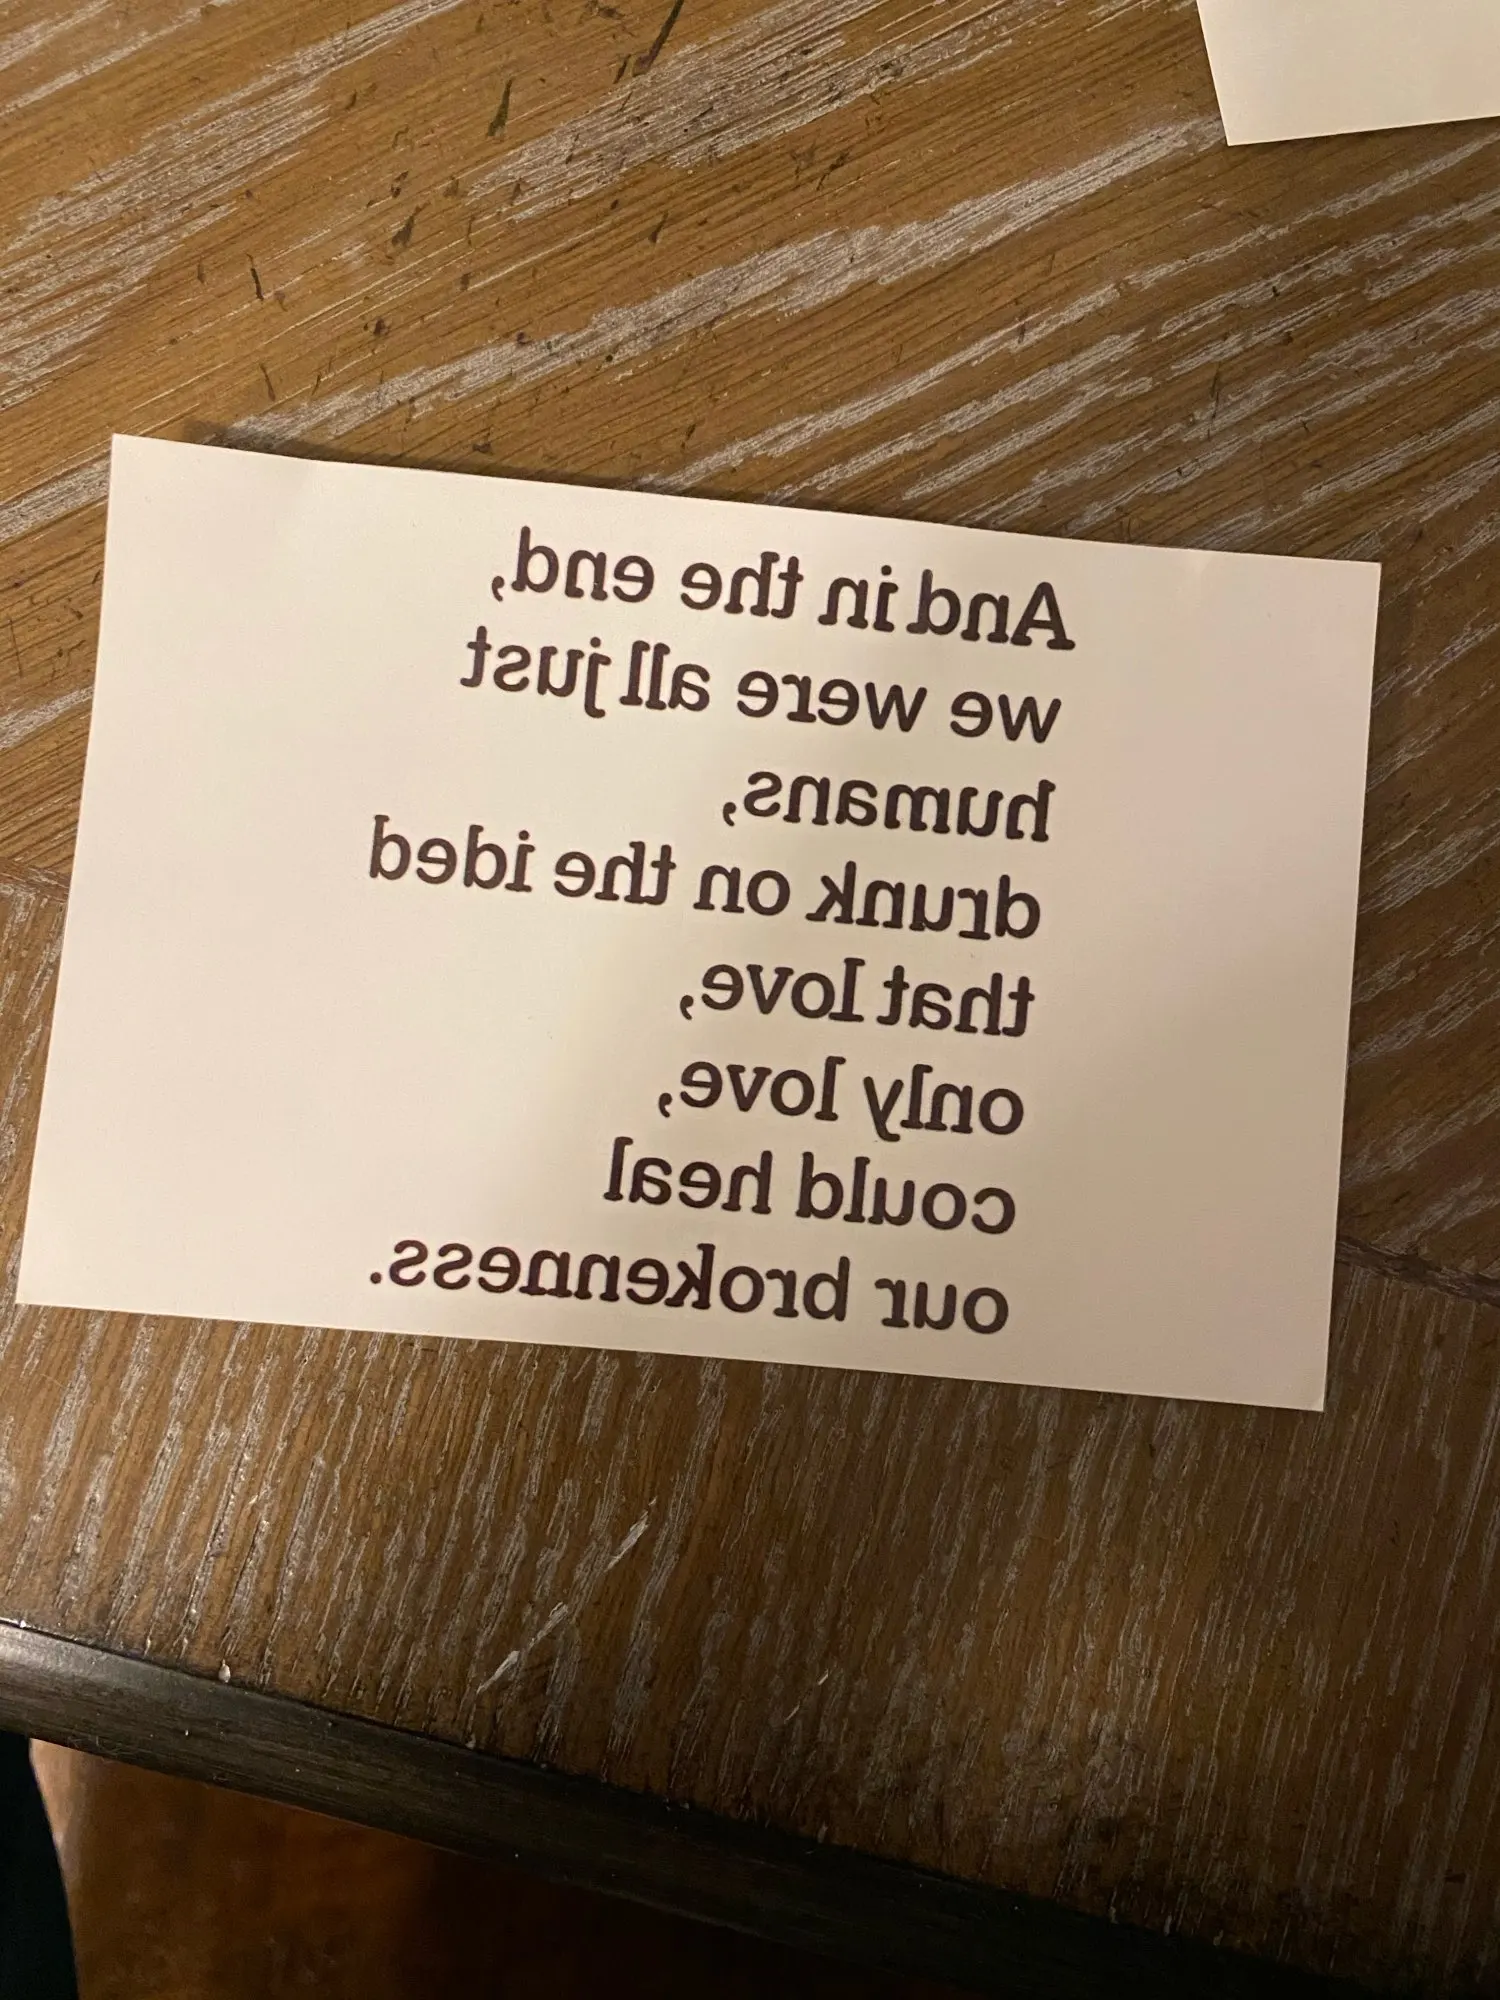 And in the end,
we were all just
humans,
drunk on the ided
that love,
only love,
could heal
our brokenness.